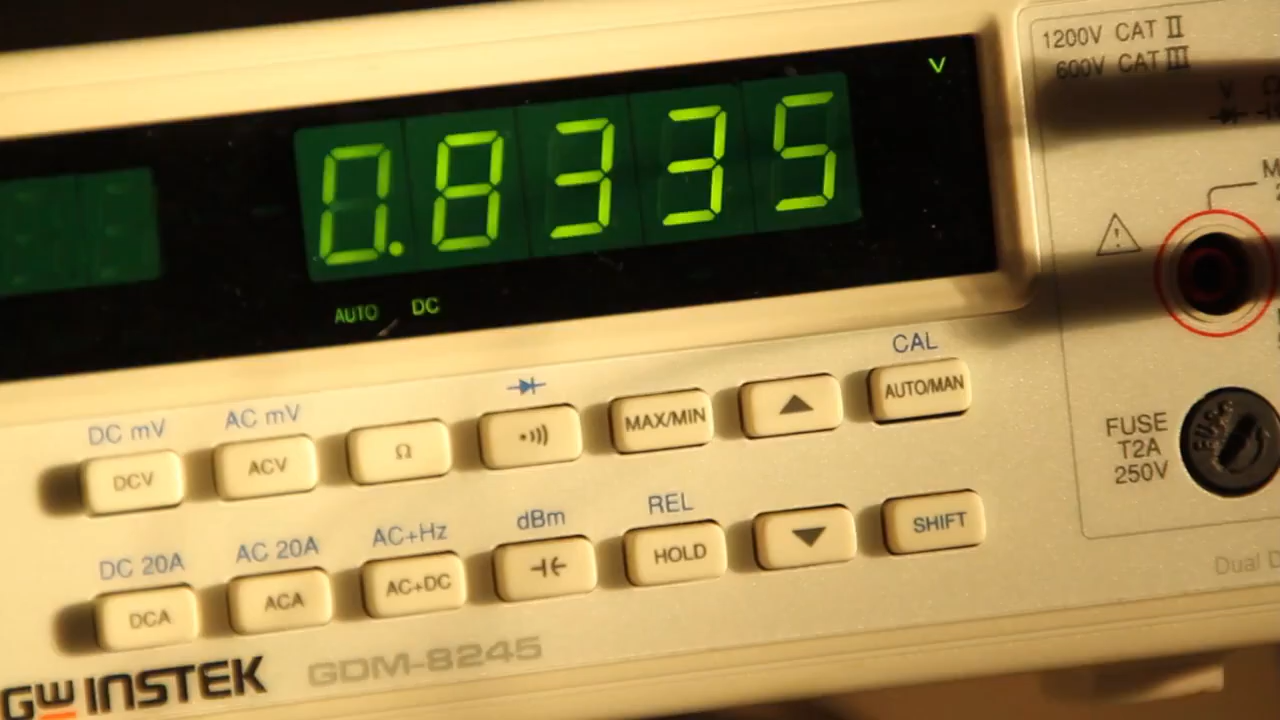 1200V CAT II
600V CAT III
V
V
0.8335
AUTO DC
CAL
DC mV AC mV
DCV ACV Ω MAX/MIN AUTO/MAN
FUSE
T2A
250V
FUSE
DC 20A AC 20A AC+Hz dBm REL
DCA ACA AC+DC HOLD SHIFT
Dual
GW INSTEK GDM-8245